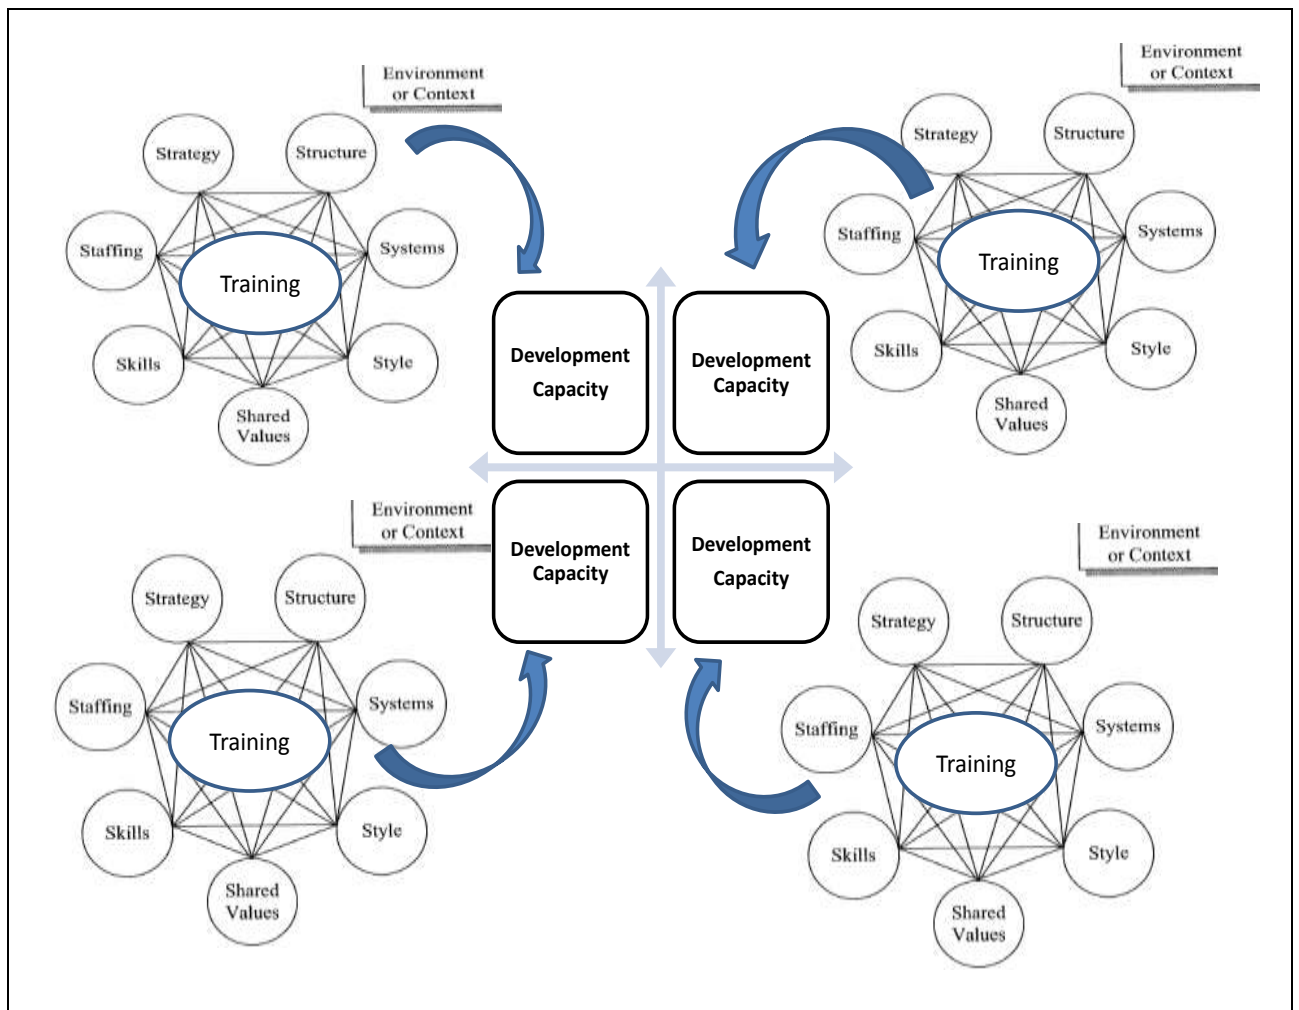 Environment
or Context
Strategy
Structure
Staffing
Systems
Training
Skills
Style
Shared
Values
Environment
or Context
Strategy
Structure
Staffing
Systems
Training
Skills
Style
Shared
Values
Development
Capacity
Development
Capacity
Development
Capacity
Development
Capacity
Environment
or Context
Strategy
Structure
Staffing
Systems
Training
Skills
Style
Shared
Values
Environment
or Context
Strategy
Structure
Staffing
Systems
Training
Skills
Style
Shared
Values